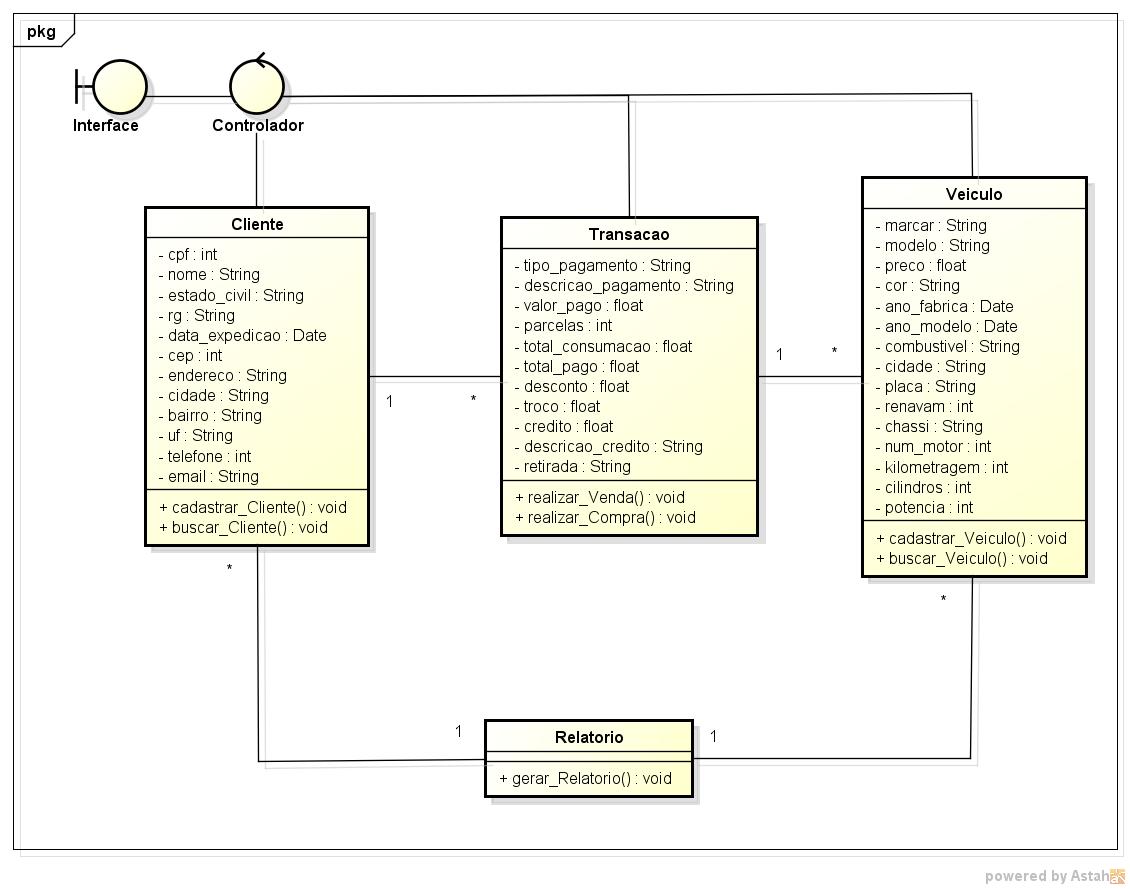 pkg
Interface
Controlador
Cliente
- cpf : int
- nome : String
- estado_civil : String
- rg : String
- data_expedicao : Date
- cep : int
- endereco : String
- cidade : String
- bairro : String
- uf : String
- telefone : int
- email : String
+ cadastrar_Cliente() : void
+ buscar_Cliente() : void
1
*
Transacao
- tipo_pagamento : String
- descricao_pagamento : String
- valor_pago : float
- parcelas : int
- total_consumacao : float
- total_pago : float
- desconto : float
- troco : float
- credito : float
- descricao_credito : String
- retirada : String
+ realizar_Venda() : void
+ realizar_Compra() : void
1
*
Veiculo
- marcar : String
- modelo : String
- preco : float
- cor : String
- ano_fabrica : Date
- ano_modelo : Date
- combustivel : String
- cidade : String
- placa : String
- renavam : int
- chassi : String
- num_motor : int
- kilometragem : int
- cilindros : int
- potencia : int
+ cadastrar_Veiculo() : void
+ buscar_Veiculo() : void
*
*
1
1
Relatorio
+ gerar_Relatorio() : void
powered by Astah